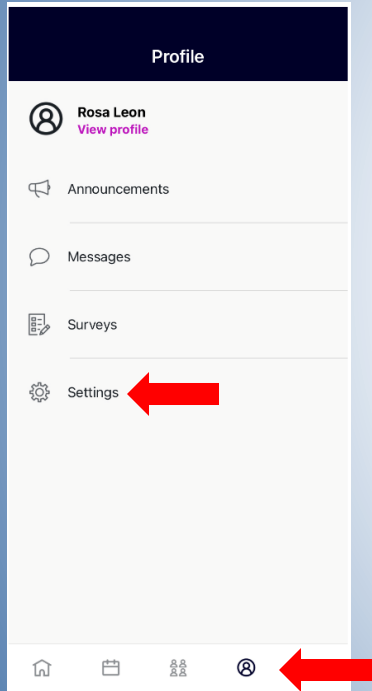 Profile
Rosa Leon
View profile
Announcements
Messages
Surveys
Settings